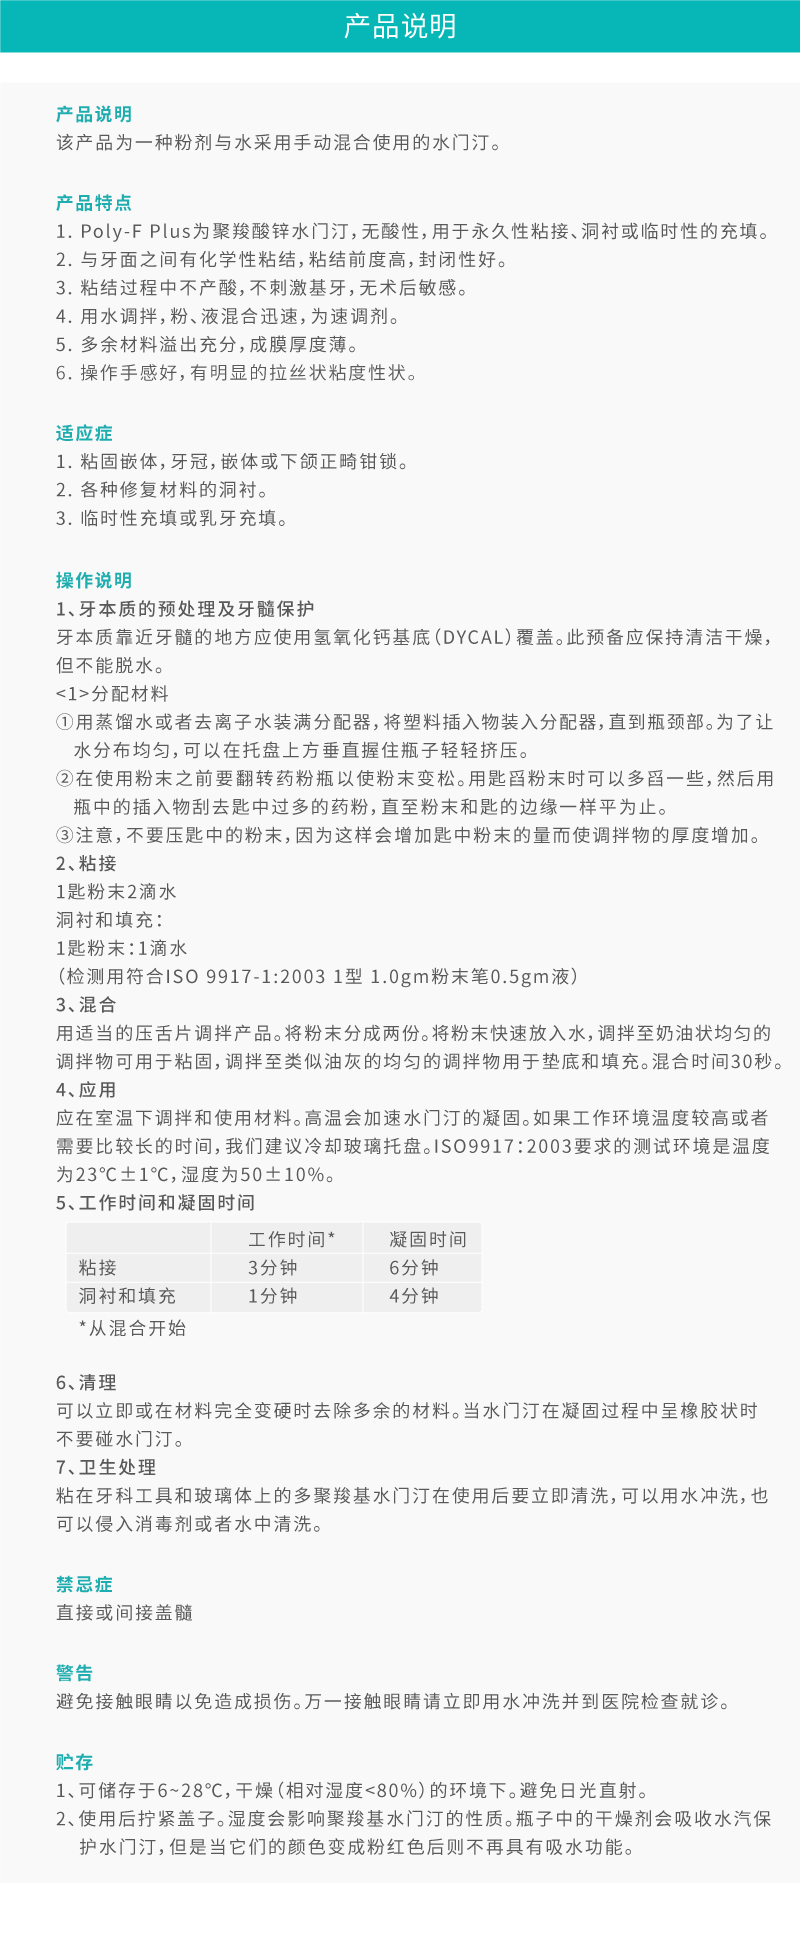 产品说明
产品说明
该产品为一种粉剂与水采用手动混合使用的水门汀。
产品特点
1. Poly-F Plus为聚羧酸锌水门汀，无酸性，用于永久性粘接、洞衬或临时性的充填。
2. 与牙面之间有化学性粘结，粘结前度高，封闭性好。
3. 粘结过程中不产酸，不刺激基牙，无术后敏感。
4. 用水调拌，粉、液混合迅速，为速调剂。
5. 多余材料溢出充分，成膜厚度薄。
6. 操作手感好，有明显的拉丝状粘度性状。
适应症
1. 粘固嵌体，牙冠，嵌体或下颌正畸钳锁。
2. 各种修复材料的洞衬。
3. 临时性充填或乳牙充填。
操作说明
1、牙本质的预处理及牙髓保护
牙本质靠近牙髓的地方应使用氢氧化钙基底（DYCAL）覆盖。此预备应保持清洁干燥，
但不能脱水。
<1>分配材料
①用蒸馏水或者去离子水装满分配器，将塑料插入物装入分配器，直到瓶颈部。为了让
水分布均匀，可以在托盘上方垂直握住瓶子轻轻挤压。
②在使用粉末之前要翻转药粉瓶以使粉末变松。用匙舀粉末时可以多舀一些，然后用
瓶中的插入物刮去匙中过多的药粉，直至粉末和匙的边缘一样平为止。
③注意，不要压匙中的粉末，因为这样会增加匙中粉末的量而使调拌物的厚度增加。
2、粘接
1匙粉末2滴水
洞衬和填充：
1匙粉末：1滴水
（检测用符合ISO 9917-1:2003 1型 1.0gm粉末笔0.5gm液）
3、混合
用适当的压舌片调拌产品。将粉末分成两份。将粉末快速放入水，调拌至奶油状均匀的
调拌物可用于粘固，调拌至类似油灰的均匀的调拌物用于垫底和填充。混合时间30秒。
4、应用
应在室温下调拌和使用材料。高温会加速水门汀的凝固。如果工作环境温度较高或者
需要比较长的时间，我们建议冷却玻璃托盘。ISO9917：2003要求的测试环境是温度
为23℃±1℃，湿度为50±10%。
5、工作时间和凝固时间
工作时间* 凝固时间
粘接 3分钟 6分钟
洞衬和填充 1分钟 4分钟
*从混合开始
6、清理
可以立即或在材料完全变硬时去除多余的材料。当水门汀在凝固过程中呈橡胶状时
不要碰水门汀。
7、卫生处理
粘在牙科工具和玻璃体上的多聚羧基水门汀在使用后要立即清洗，可以用水冲洗，也
可以侵入消毒剂或者水中清洗。
禁忌症
直接或间接盖髓
警告
避免接触眼睛以免造成损伤。万一接触眼睛请立即用水冲洗并到医院检查就诊。
贮存
1、可储存于6~28℃，干燥（相对湿度<80%）的环境下。避免日光直射。
2、使用后拧紧盖子。湿度会影响聚羧基水门汀的性质。瓶子中的干燥剂会吸收水汽保
护水门汀，但是当它们的颜色变成粉红色后则不再具有吸水功能。